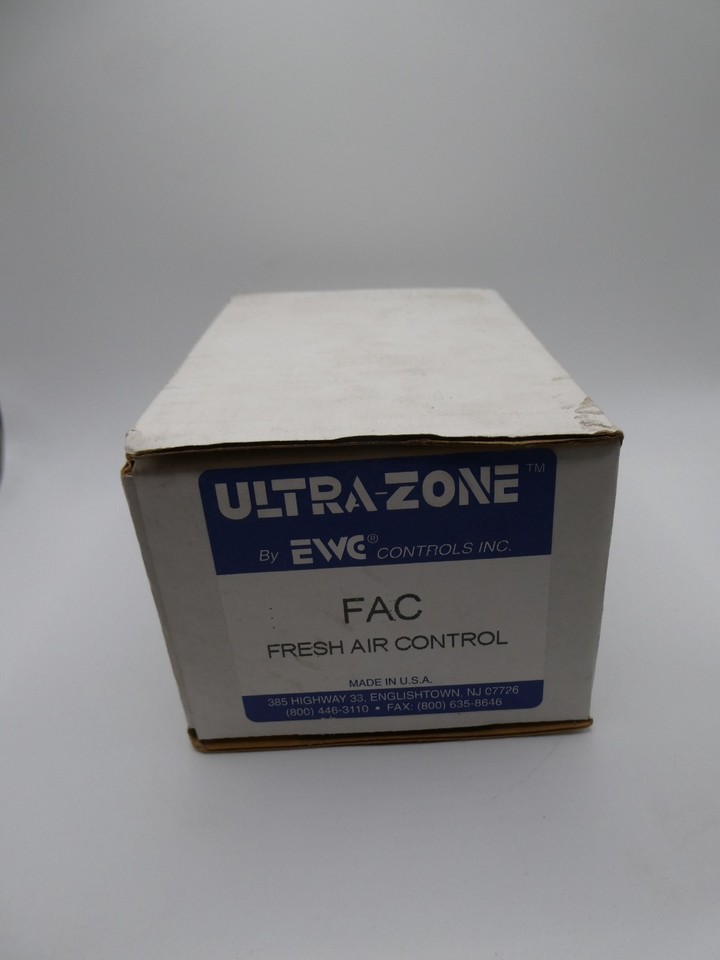 ULTRA-ZONE™
By EWC® CONTROLS INC.
FAC
FRESH AIR CONTROL
MADE IN U.S.A.
385 HIGHWAY 33, ENGLISHTOWN, NJ 07726
(800) 446-3110 • FAX: (800) 635-8646